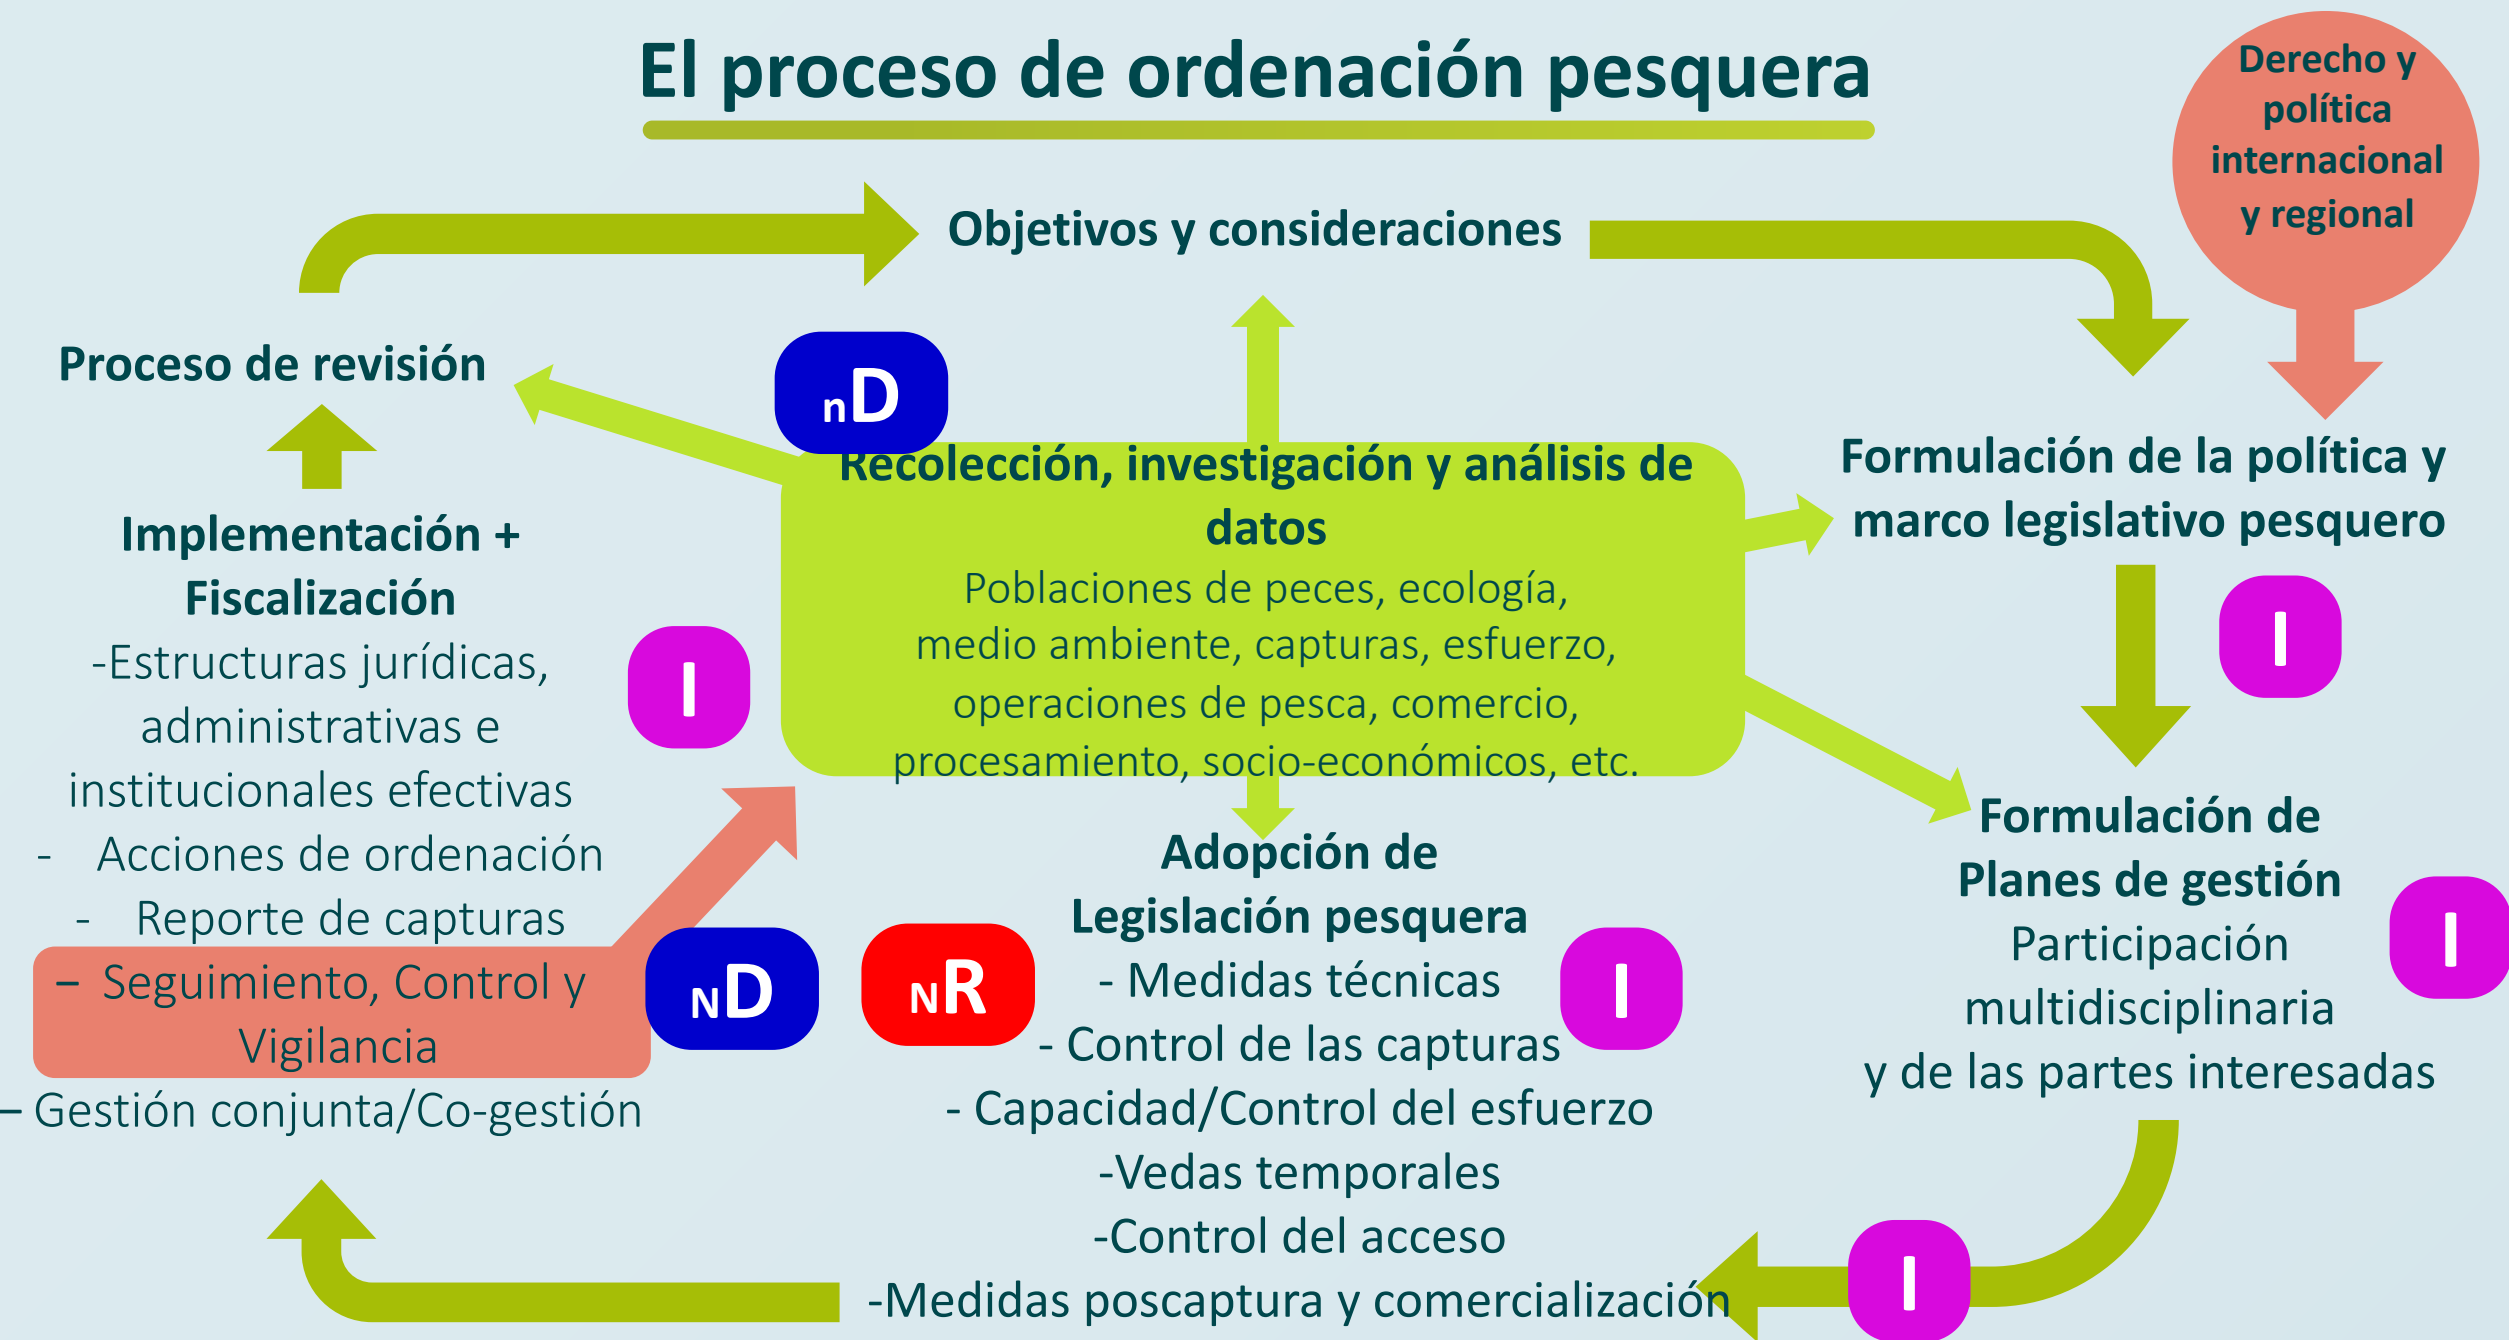 El proceso de ordenación pesquera
Derecho y
política
internacional
y regional
Objetivos y consideraciones
Proceso de revisión
nD
Recolección, investigación y análisis de
datos
Poblaciones de peces, ecología,
medio ambiente, capturas, esfuerzo,
operaciones de pesca, comercio,
procesamiento, socio-económicos, etc.
Formulación de la política y
marco legislativo pesquero
I
Implementación +
Fiscalización
-Estructuras jurídicas,
administrativas e
institucionales efectivas
- Acciones de ordenación
- Reporte de capturas
– Seguimiento, Control y
Vigilancia
– Gestión conjunta/Co-gestión
I
ND
NR
Adopción de
Legislación pesquera
- Medidas técnicas
- Control de las capturas
- Capacidad/Control del esfuerzo
-Vedas temporales
-Control del acceso
-Medidas poscaptura y comercialización
I
Formulación de
Planes de gestión
Participación
multidisciplinaria
y de las partes interesadas
I
I